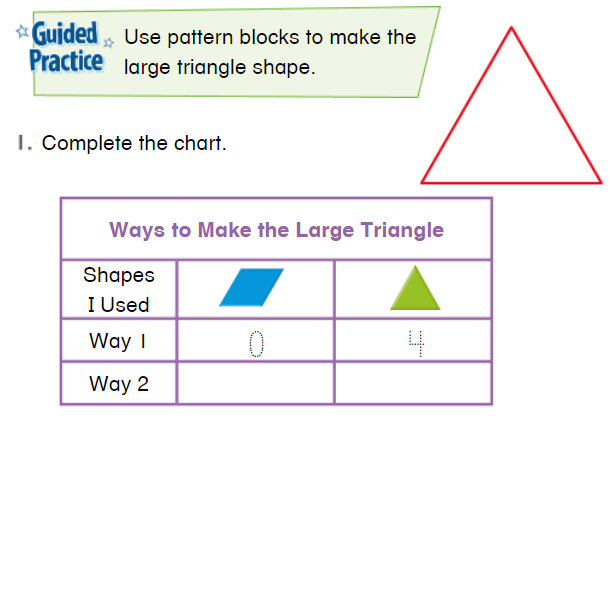 Guided
Practice
Use pattern blocks to make the
large triangle shape.
1. Complete the chart.
Ways to Make the Large Triangle
Shapes
I Used
Way 1 0 4
Way 2